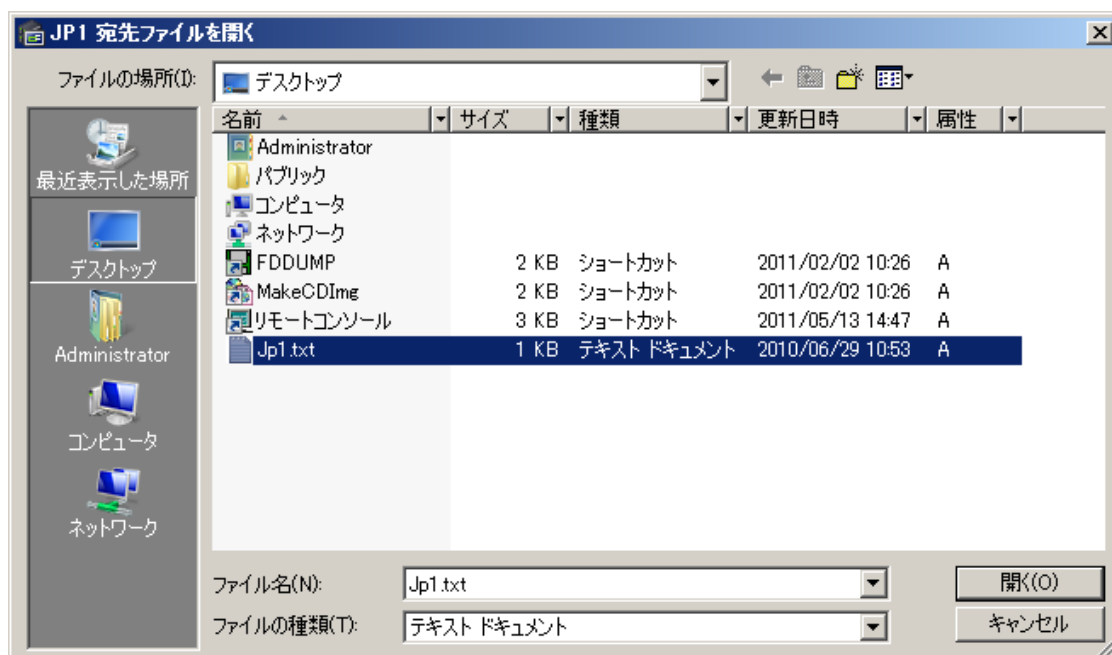 JP1 宛先ファイルを開く
ファイルの場所(I):
デスクトップ
名前 サイズ 種類 更新日時 属性
Administrator
パブリック
コンピュータ
ネットワーク
FDDUMP 2 KB ショートカット 2011/02/02 10:26 A
MakeCDImg 2 KB ショートカット 2011/02/02 10:26 A
リモートコンソール 3 KB ショートカット 2011/05/13 14:47 A
Jp1.txt 1 KB テキスト ドキュメント 2010/06/29 10:53 A
最近表示した場所
デスクトップ
Administrator
コンピュータ
ネットワーク
ファイル名(N): Jp1.txt 開く(O)
ファイルの種類(T): テキスト ドキュメント キャンセル